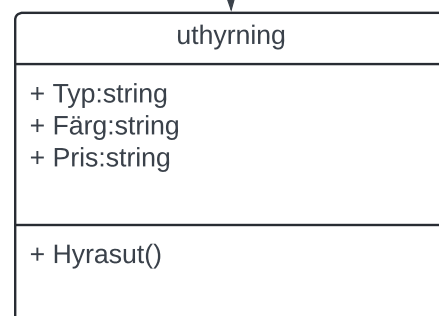 uthyrning
+ Typ:string
+ Färg:string
+ Pris:string
+ Hyrasut()